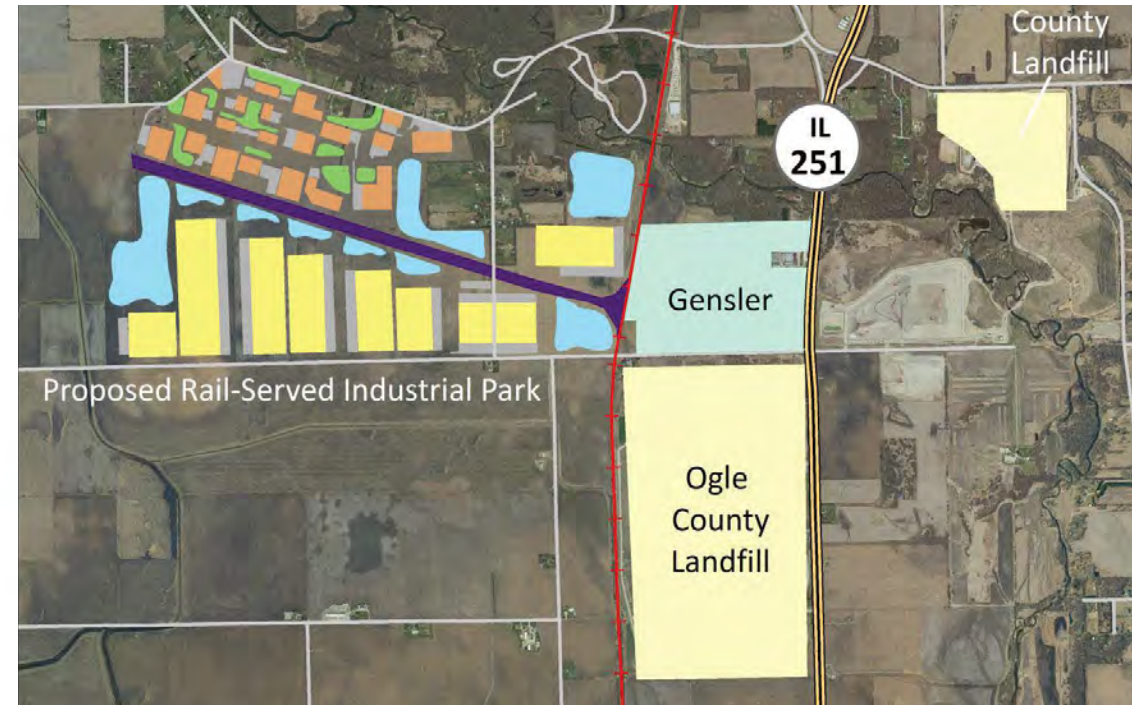 County
Landfill
IL
251
Gensler
Proposed Rail-Served Industrial Park
Ogle
County
Landfill